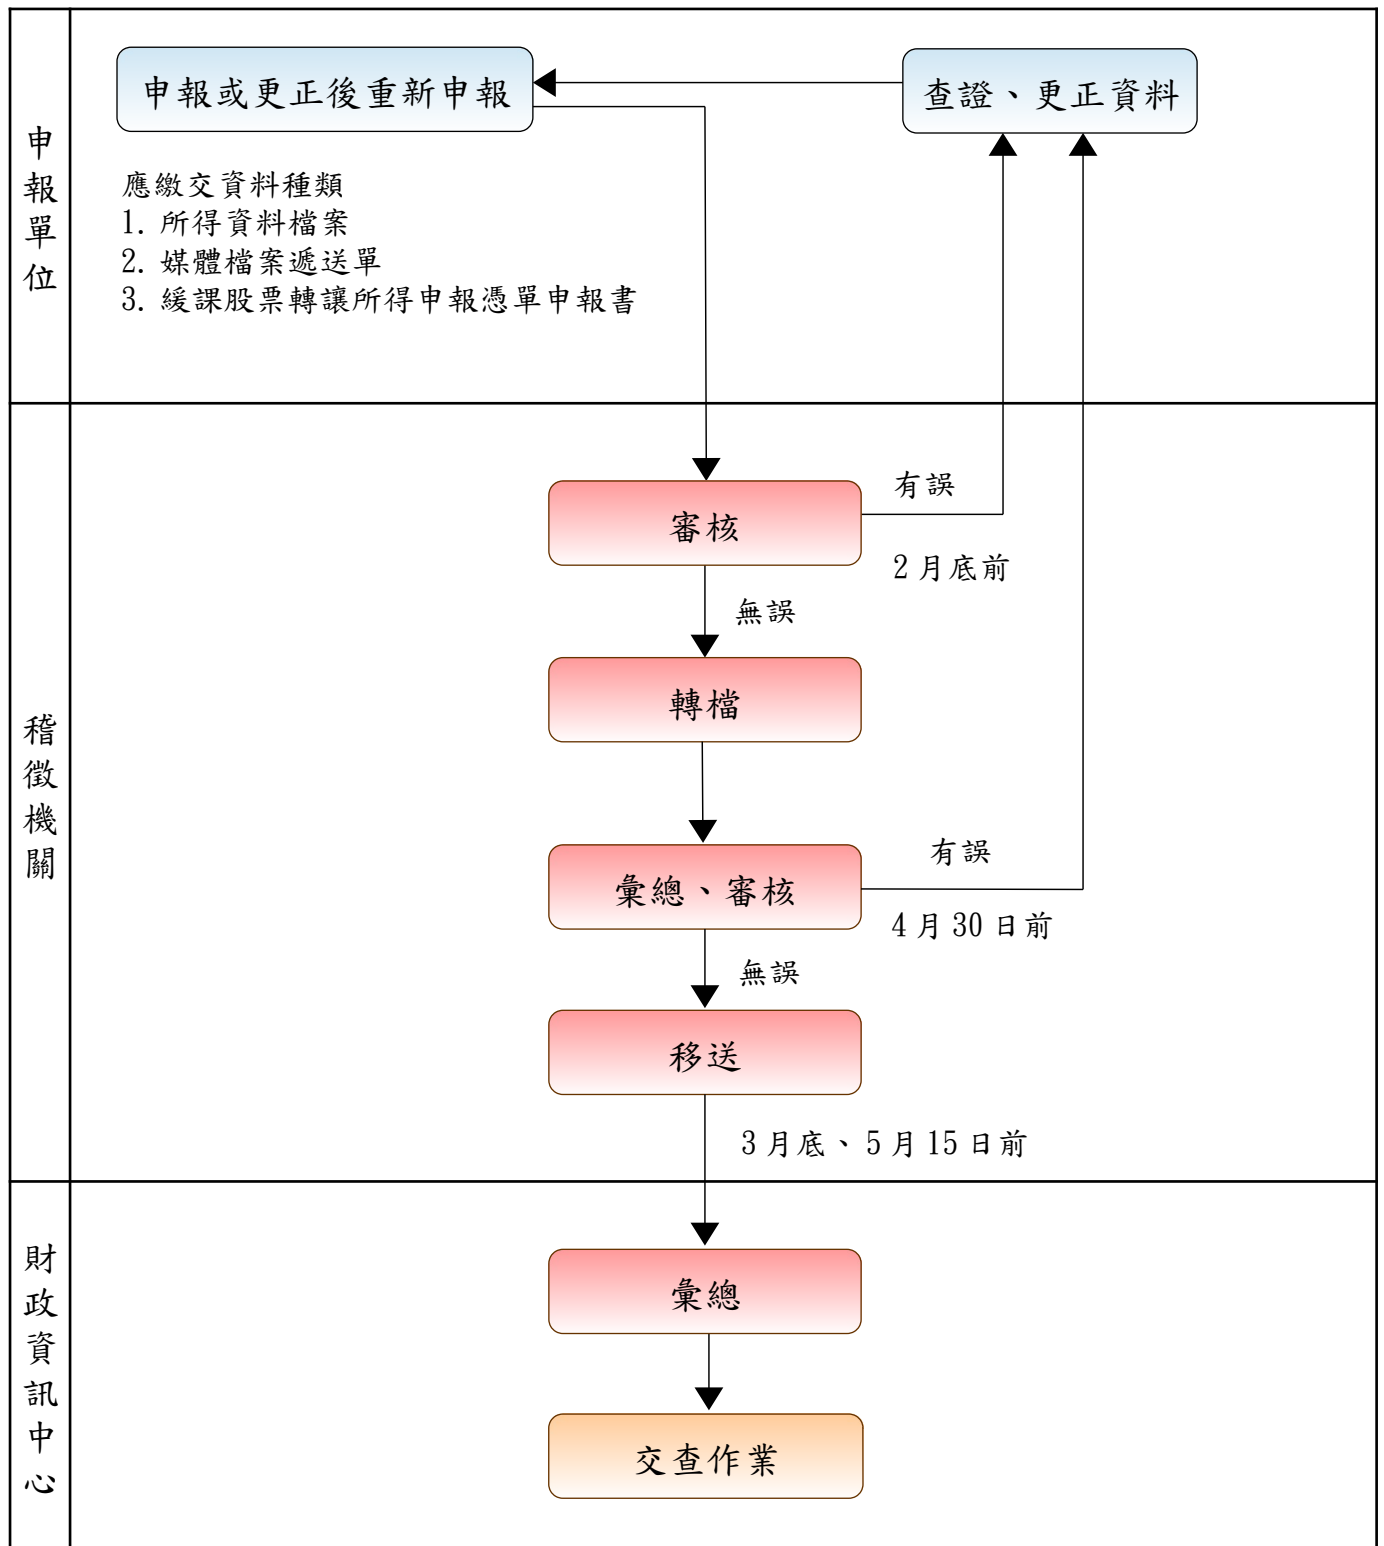 申報單位
申報或更正後重新申報
查證、更正資料
應繳交資料種類
1. 所得資料檔案
2. 媒體檔案遞送單
3. 緩課股票轉讓所得申報憑單申報書
稽徵機關
審核
有誤
2月底前
無誤
轉檔
彙總、審核
有誤
4月30日前
無誤
移送
3月底、5月15日前
財政資訊中心
彙總
交查作業